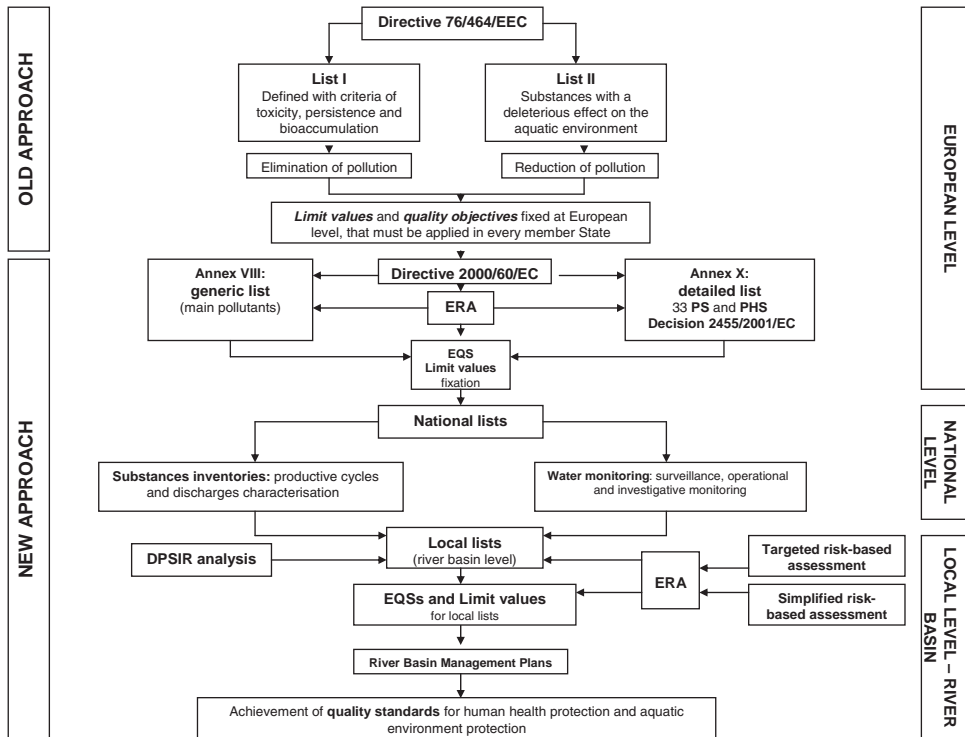 OLD APPROACH
NEW APPROACH
Directive 76/464/EEC
List I
Defined with criteria of
toxicity, persistence and
bioaccumulation
List II
Substances with a
deleterious effect on the
aquatic environment
Elimination of pollution
Reduction of pollution
Limit values and quality objectives fixed at European
level, that must be applied in every member State
Annex VIII:
generic list
(main pollutants)
Directive 2000/60/EC
ERA
Annex X:
detailed list
33 PS and PHS
Decision 2455/2001/EC
EQS
Limit values
fixation
National lists
Substances inventories: productive cycles
and discharges characterisation
Water monitoring: surveillance, operational
and investigative monitoring
DPSIR analysis
Local lists
(river basin level)
ERA
Targeted risk-based
assessment
Simplified risk-
based assessment
EQSs and Limit values
for local lists
River Basin Management Plans
Achievement of quality standards for human health protection and aquatic
environment protection
EUROPEAN LEVEL
NATIONAL
LEVEL
LOCAL LEVEL – RIVER
BASIN